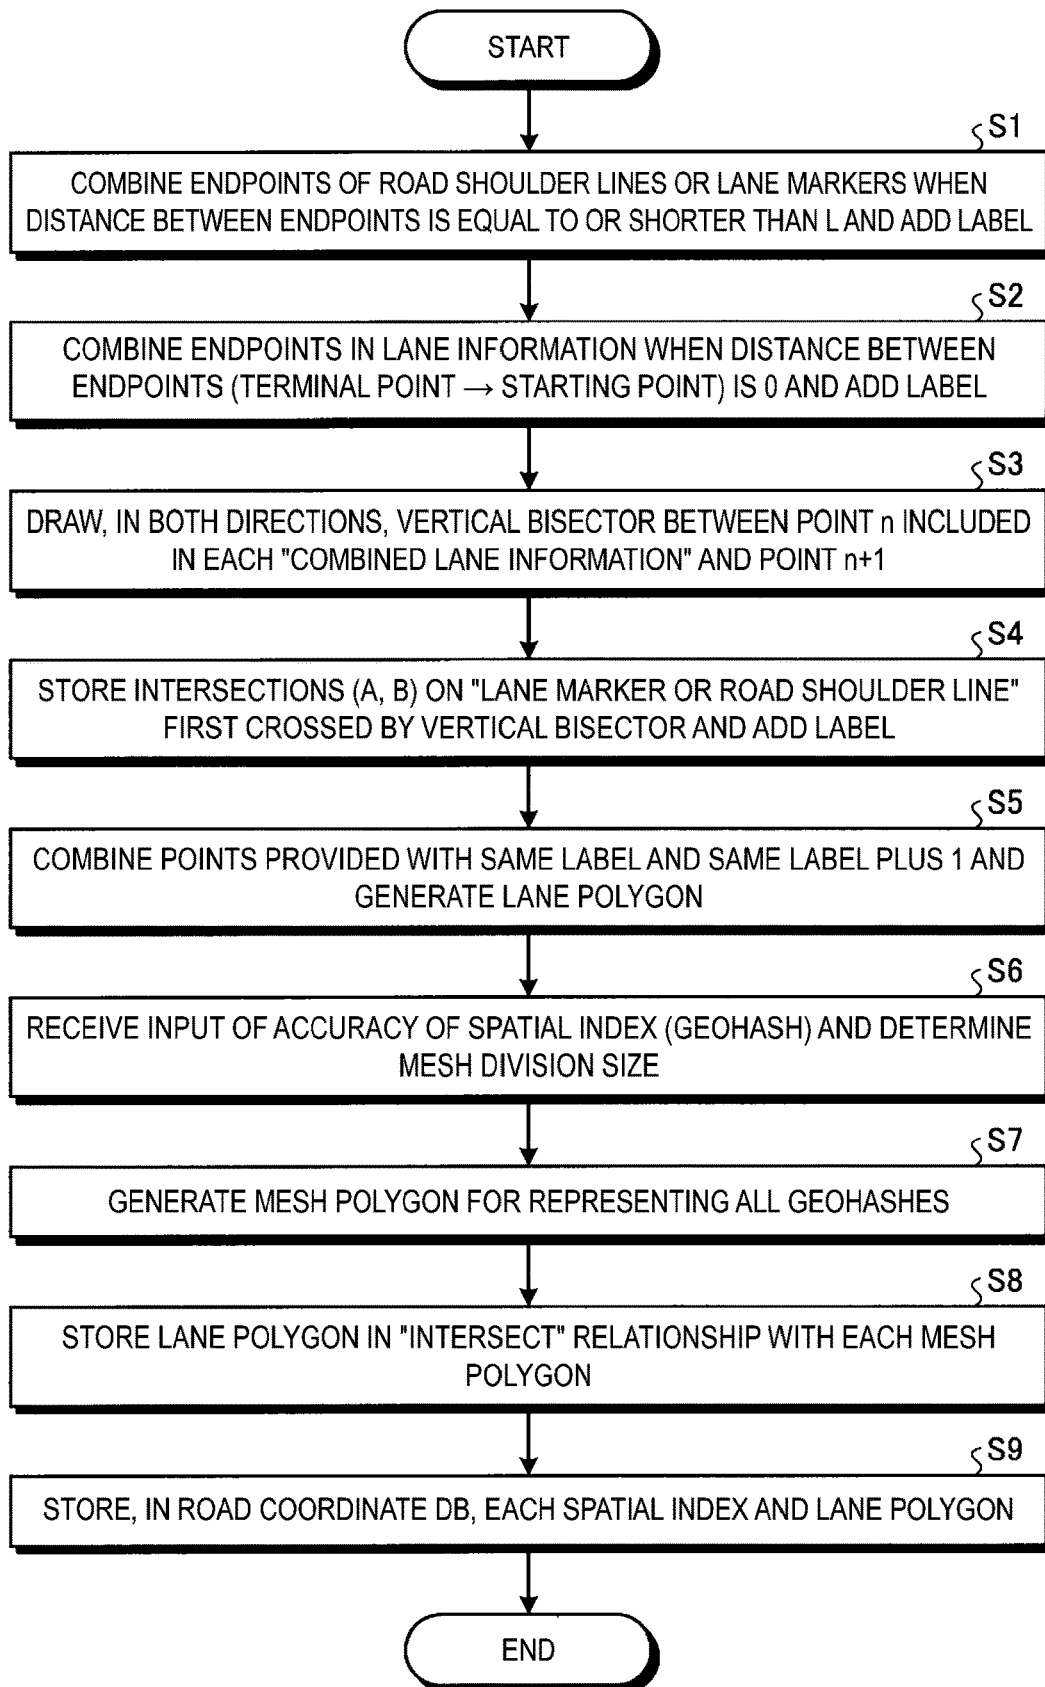 START
S1
COMBINE ENDPOINTS OF ROAD SHOULDER LINES OR LANE MARKERS WHEN
DISTANCE BETWEEN ENDPOINTS IS EQUAL TO OR SHORTER THAN L AND ADD LABEL
S2
COMBINE ENDPOINTS IN LANE INFORMATION WHEN DISTANCE BETWEEN
ENDPOINTS (TERMINAL POINT → STARTING POINT) IS 0 AND ADD LABEL
S3
DRAW, IN BOTH DIRECTIONS, VERTICAL BISECTOR BETWEEN POINT n INCLUDED
IN EACH "COMBINED LANE INFORMATION" AND POINT n+1
S4
STORE INTERSECTIONS (A, B) ON "LANE MARKER OR ROAD SHOULDER LINE"
FIRST CROSSED BY VERTICAL BISECTOR AND ADD LABEL
S5
COMBINE POINTS PROVIDED WITH SAME LABEL AND SAME LABEL PLUS 1 AND
GENERATE LANE POLYGON
S6
RECEIVE INPUT OF ACCURACY OF SPATIAL INDEX (GEOHASH) AND DETERMINE
MESH DIVISION SIZE
S7
GENERATE MESH POLYGON FOR REPRESENTING ALL GEOHASHES
S8
STORE LANE POLYGON IN "INTERSECT" RELATIONSHIP WITH EACH MESH
POLYGON
S9
STORE, IN ROAD COORDINATE DB, EACH SPATIAL INDEX AND LANE POLYGON
END